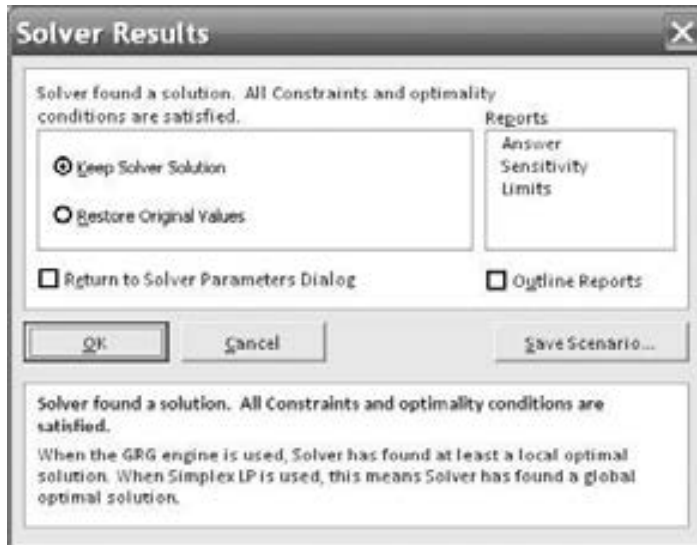 Solver Results
Solver found a solution. All Constraints and optimality
conditions are satisfied.
Reports
Keep Solver Solution
Restore Original Values
Answer
Sensitivity
Limits
Return to Solver Parameters Dialog
Outline Reports
OK
Cancel
Save Scenario...
Solver found a solution. All Constraints and optimality conditions are
satisfied.
When the GRG engine is used, Solver has found at least a local optimal
solution. When Simplex LP is used, this means Solver has found a global
optimal solution.